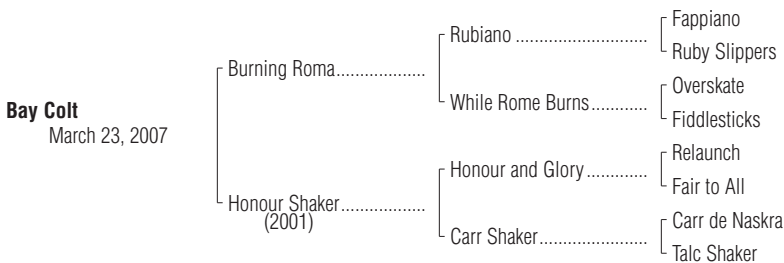 Fappiano
Rubiano ..............................
Ruby Slippers
Burning Roma....................
Overskate
While Rome Burns.............
Fiddlesticks
Bay Colt
March 23, 2007
Relaunch
Honour and Glory ..............
Fair to All
Honour Shaker...................
(2001)
Carr de Naskra
Carr Shaker........................
Talc Shaker